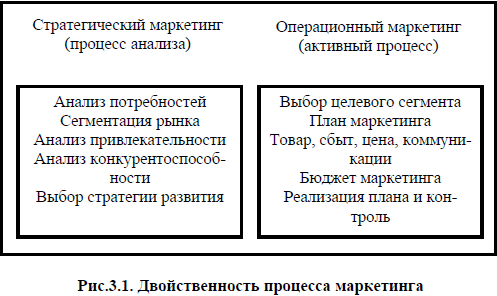 Стратегический маркетинг
(процесс анализа)
Операционный маркетинг
(активный процесс)
Анализ потребностей
Сегментация рынка
Анализ привлекательности
Анализ конкурентоспособ-
ности
Выбор стратегии развития
Выбор целевого сегмента
План маркетинга
Товар, сбыт, цена, коммуни-
кации
Бюджет маркетинга
Реализация плана и кон-
троль
Рис.3.1. Двойственность процесса маркетинга